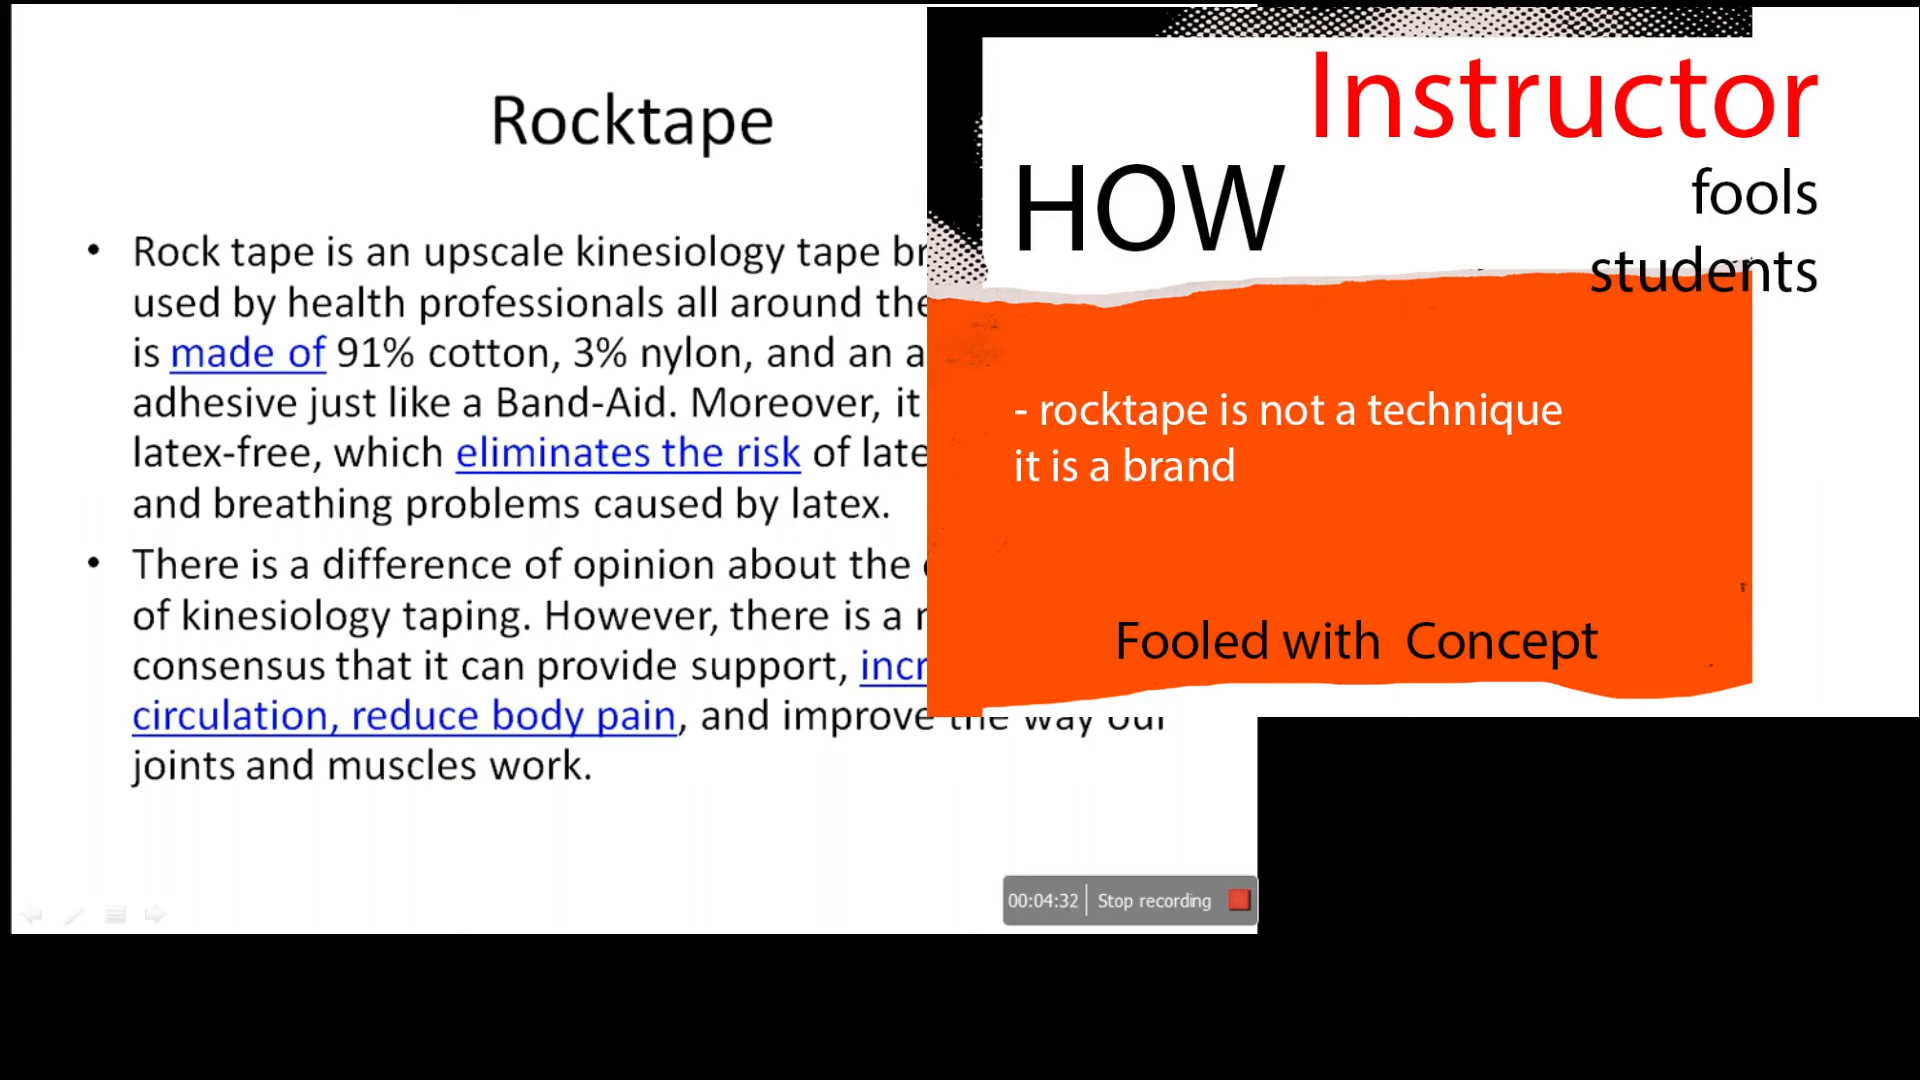 Rocktape
Rock tape is an upscale kinesiology tape
used by health professionals all around
is made of 91% cotton, 3% nylon, and an
adhesive just like a Band-Aid. Moreover, it
latex-free, which eliminates the risk of
and breathing problems caused by latex.
There is a difference of opinion about the
of kinesiology taping. However, there is a
consensus that it can provide support,
circulation, reduce body pain, and improve the way our
joints and muscles work.
Instructor
HOW
fools
students
- rocktape is not a technique
it is a brand
Fooled with Concept
00:04:32 Stop recording